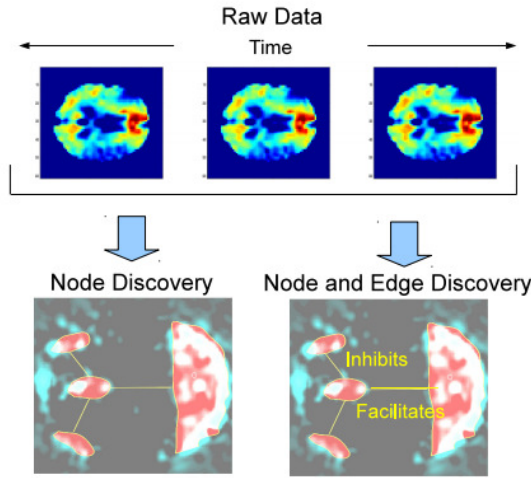 Raw Data
Time
Node Discovery
Node and Edge Discovery
Inhibits
Facilitates